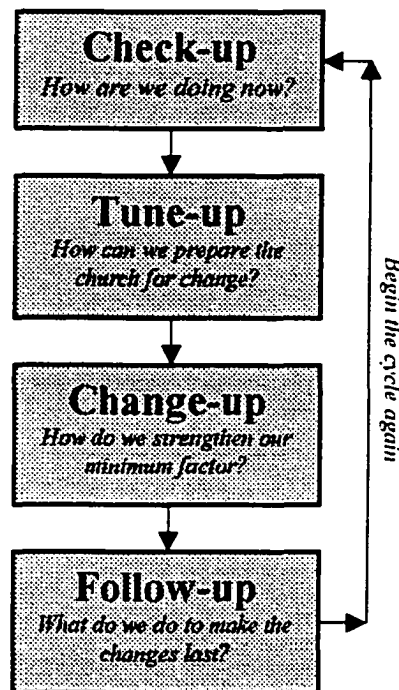 Check-up
How are we doing now?
Tune-up
How can we prepare the
church for change?
Change-up
How do we strengthen our
minimum factor?
Follow-up
What do we do to make the
changes last?
Begin the cycle again